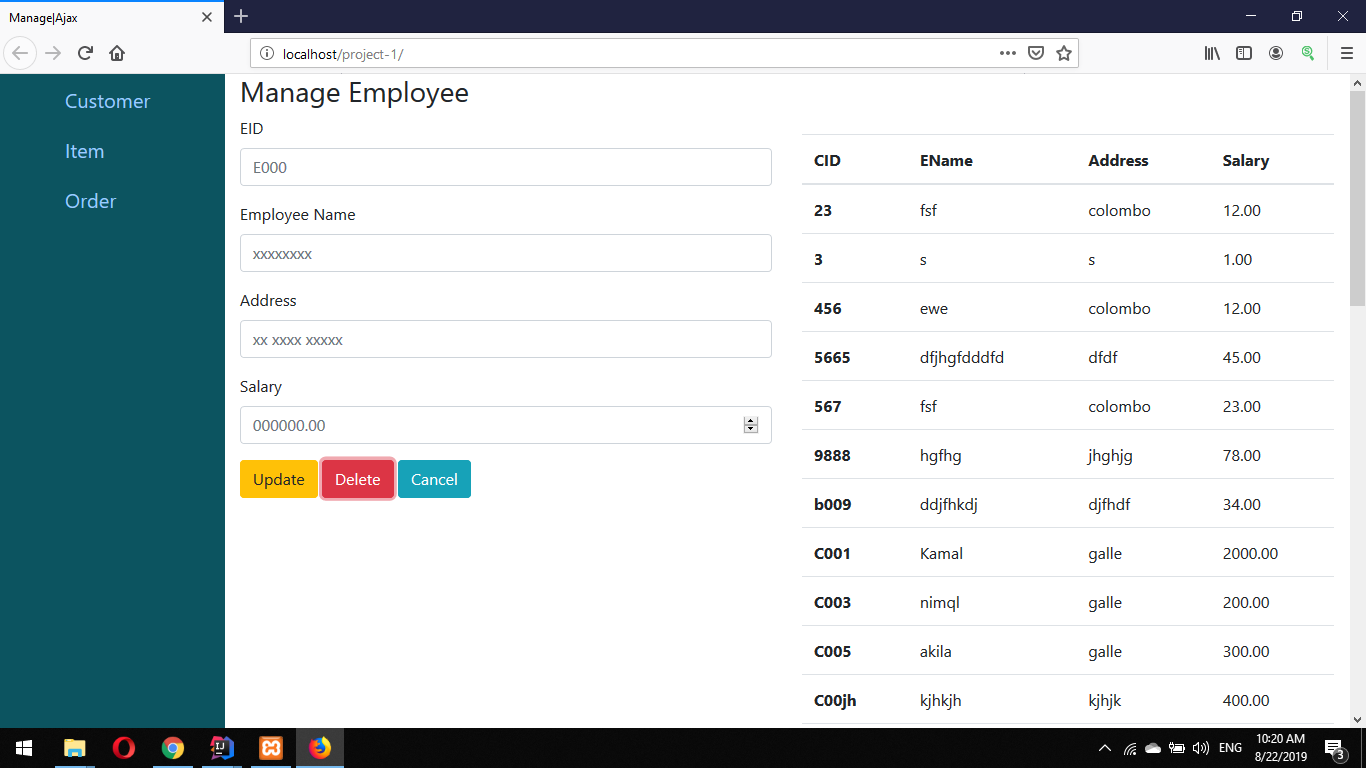 Manage|Ajax
localhost/project-1/
Customer
Item
Order
Manage Employee
EID
E000
Employee Name
xxxxxxxx
Address
xx xxxx xxxxx
Salary
000000.00
Update Delete Cancel
CID EName Address Salary
23 fsf colombo 12.00
3 s s 1.00
456 ewe colombo 12.00
5665 dfjhgfdddfd dfdf 45.00
567 fsf colombo 23.00
9888 hgfhg jhghjg 78.00
b009 ddjfhkdj djfhdf 34.00
C001 Kamal galle 2000.00
C003 nimql galle 200.00
C005 akila galle 300.00
C00jh kjhkjh kjhjk 400.00
IJ
ENG
10:20 AM
8/22/2019
3